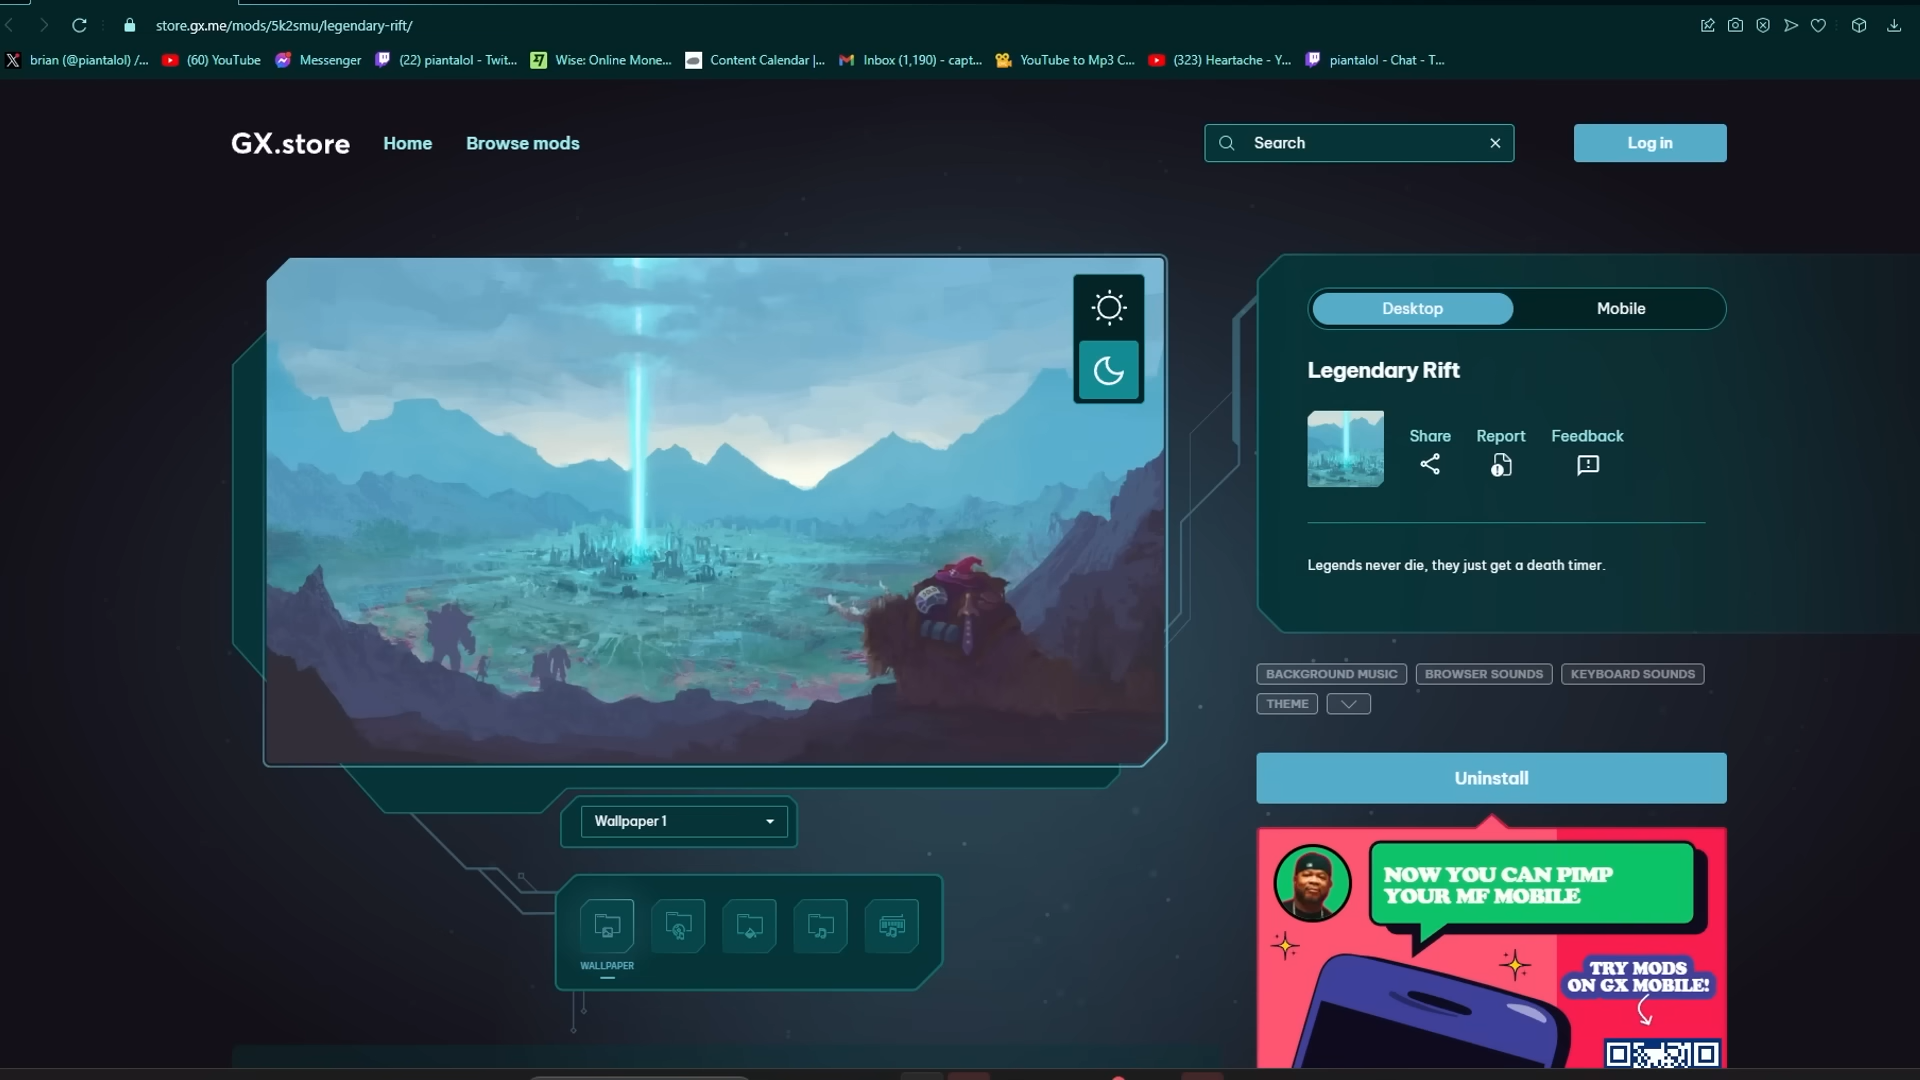 store.gx.me/mods/5k2smu/legendary-rift/
brian (@piantalol) /...
(60) YouTube
Messenger
(22) piantalol - Twit...
Wise: Online Mone...
Content Calendar |...
Inbox (1,190) - capt...
YouTube to Mp3 C...
(323) Heartache - Y...
piantalol - Chat - T...
GX.store
Home
Browse mods
Search
Log in
Desktop
Mobile
Legendary Rift
Share
Report
Feedback
Legends never die, they just get a death timer.
BACKGROUND MUSIC
BROWSER SOUNDS
KEYBOARD SOUNDS
THEME
Uninstall
Wallpaper 1
WALLPAPER
NOW YOU CAN PIMP
YOUR MF MOBILE
TRY MODS
ON GX MOBILE!